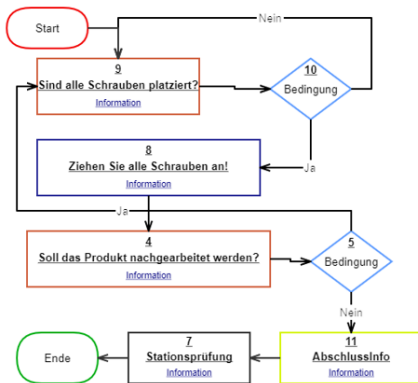 Start
Nein
9
Sind alle Schrauben platziert?
Information
10
Bedingung
Ja
8
Ziehen Sie alle Schrauben an!
Information
Ja
4
Soll das Produkt nachgearbeitet werden?
Information
5
Bedingung
Nein
11
AbschlussInfo
Information
7
Stationsprüfung
Information
Ende